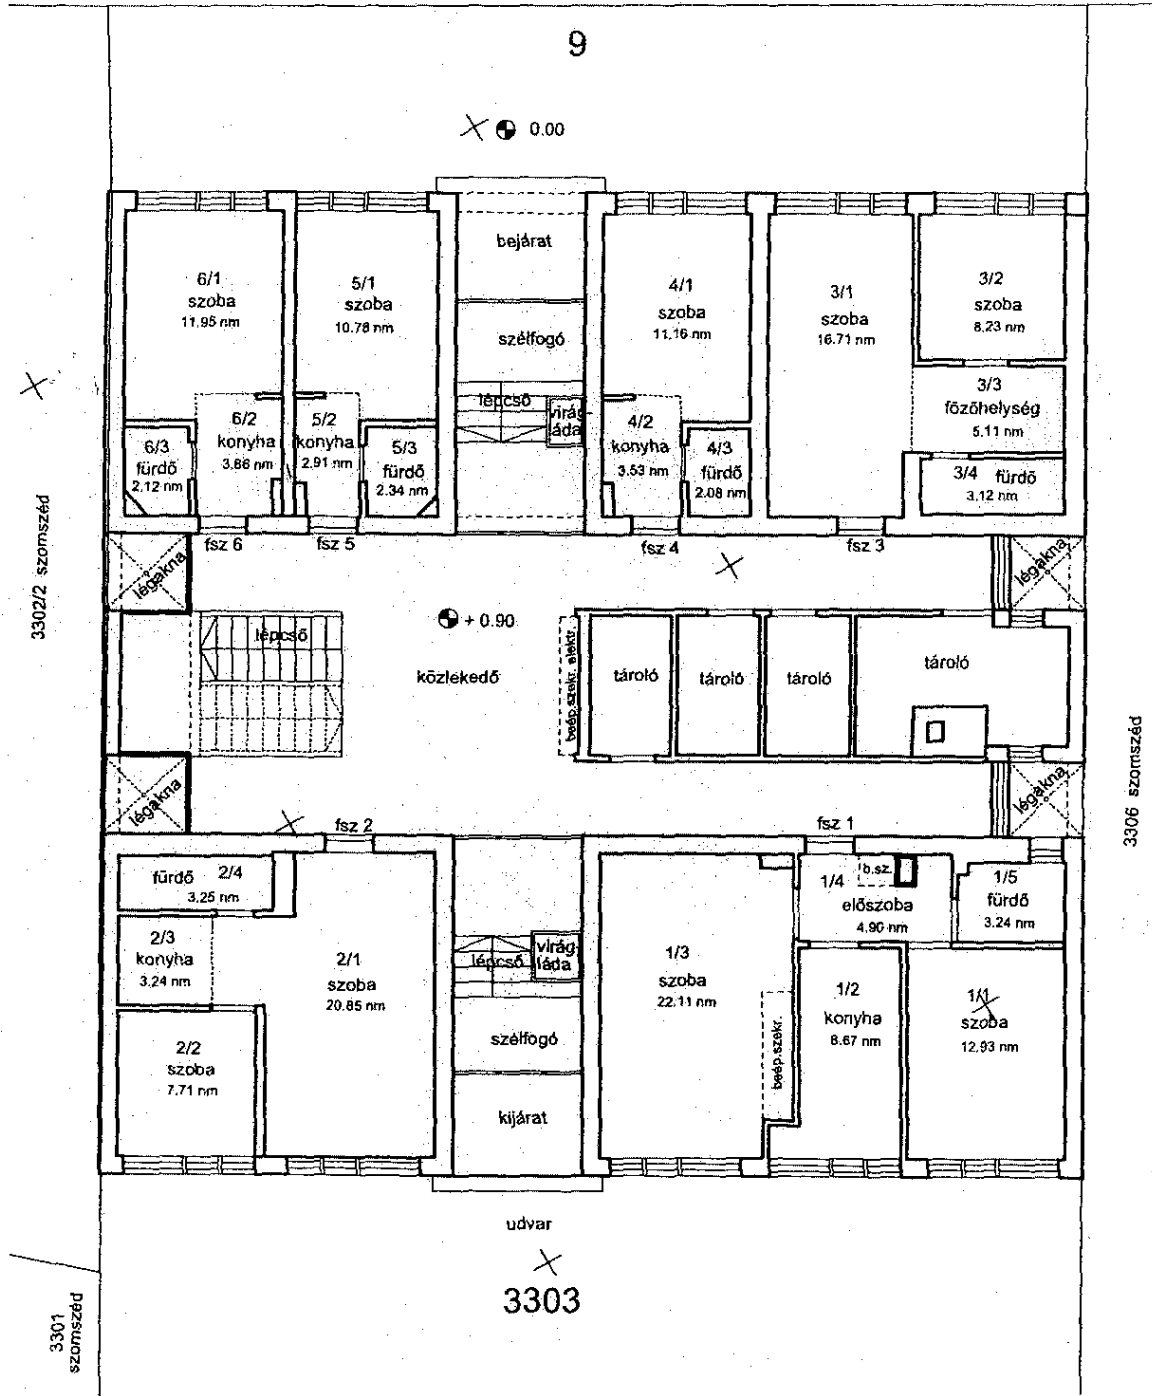 9
0.00
bejárat
6/1
szoba
11.95 nm
5/1
szoba
10.78 nm
4/1
szoba
11.16 nm
3/1
szoba
16.71 nm
3/2
szoba
8.23 nm
szélfogó
lépcső
virág-
láda
3/3
főzőhelység
5.11 nm
6/2
konyha
3.86 nm
5/2
konyha
2.91 nm
6/3
fürdő
2.12 nm
5/3
fürdő
2.34 nm
4/2
konyha
3.53 nm
4/3
fürdő
2.08 nm
3/4 fürdő
3.12 nm
fsz 6
fsz 5
fsz 4
fsz 3
légakna
légakna
3302/2 szomszéd
lépcső
+ 0.90
közlekedő
beép.szekr. elektr.
tároló
tároló
tároló
tároló
3306 szomszéd
légakna
légakna
fsz 2
fsz 1
fürdő 2/4
3.25 nm
2/3
konyha
3.24 nm
2/1
szoba
20.85 nm
2/2
szoba
7.71 nm
lépcső
virág-
láda
szélfogó
kijárat
1/3
szoba
22.11 nm
beép.szekr.
b.sz.
1/4
előszoba
4.90 nm
1/5
fürdő
3.24 nm
1/2
konyha
8.67 nm
1/1
szoba
12.93 nm
udvar
3303
3301
szomszéd